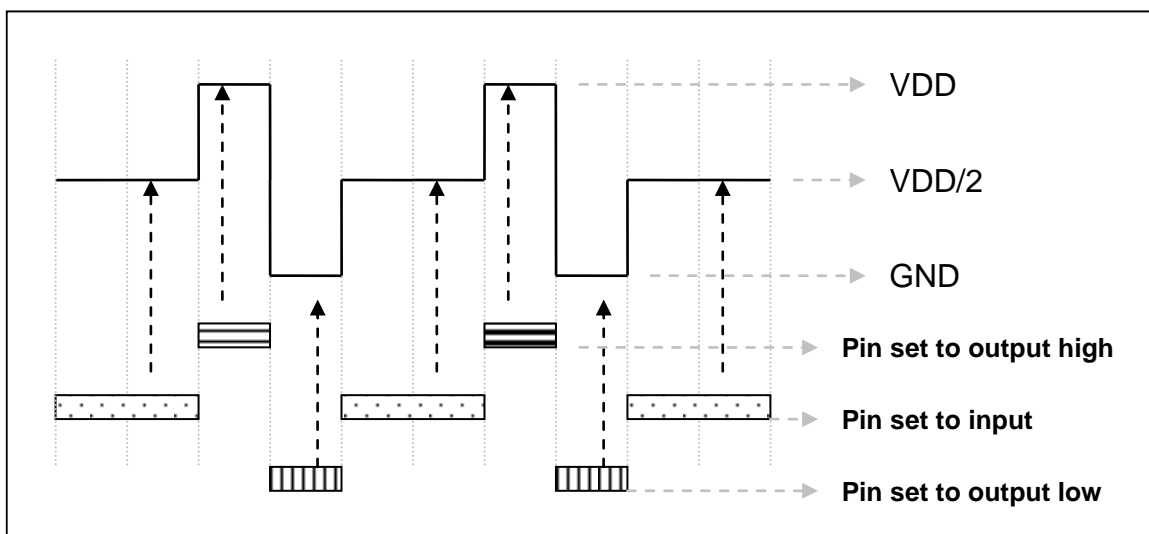 VDD
VDD/2
GND
Pin set to output high
Pin set to input
Pin set to output low